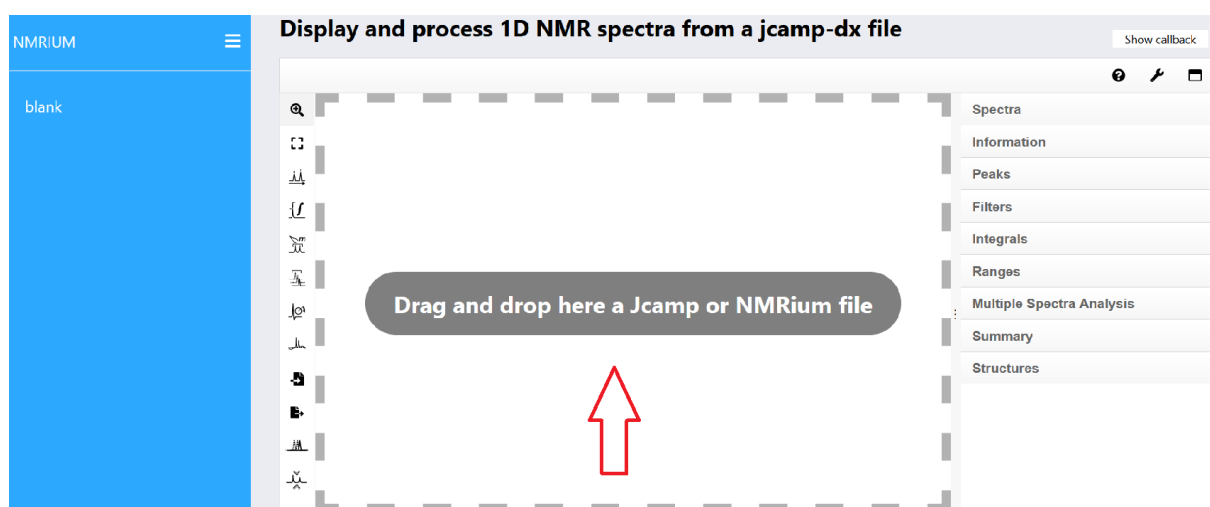 Display and process 1D NMR spectra from a jcamp-dx file
NMRIUM
Show callback
blank
Drag and drop here a Jcamp or NMRium file
Spectra
Information
Peaks
Filters
Integrals
Ranges
Multiple Spectra Analysis
Summary
Structures